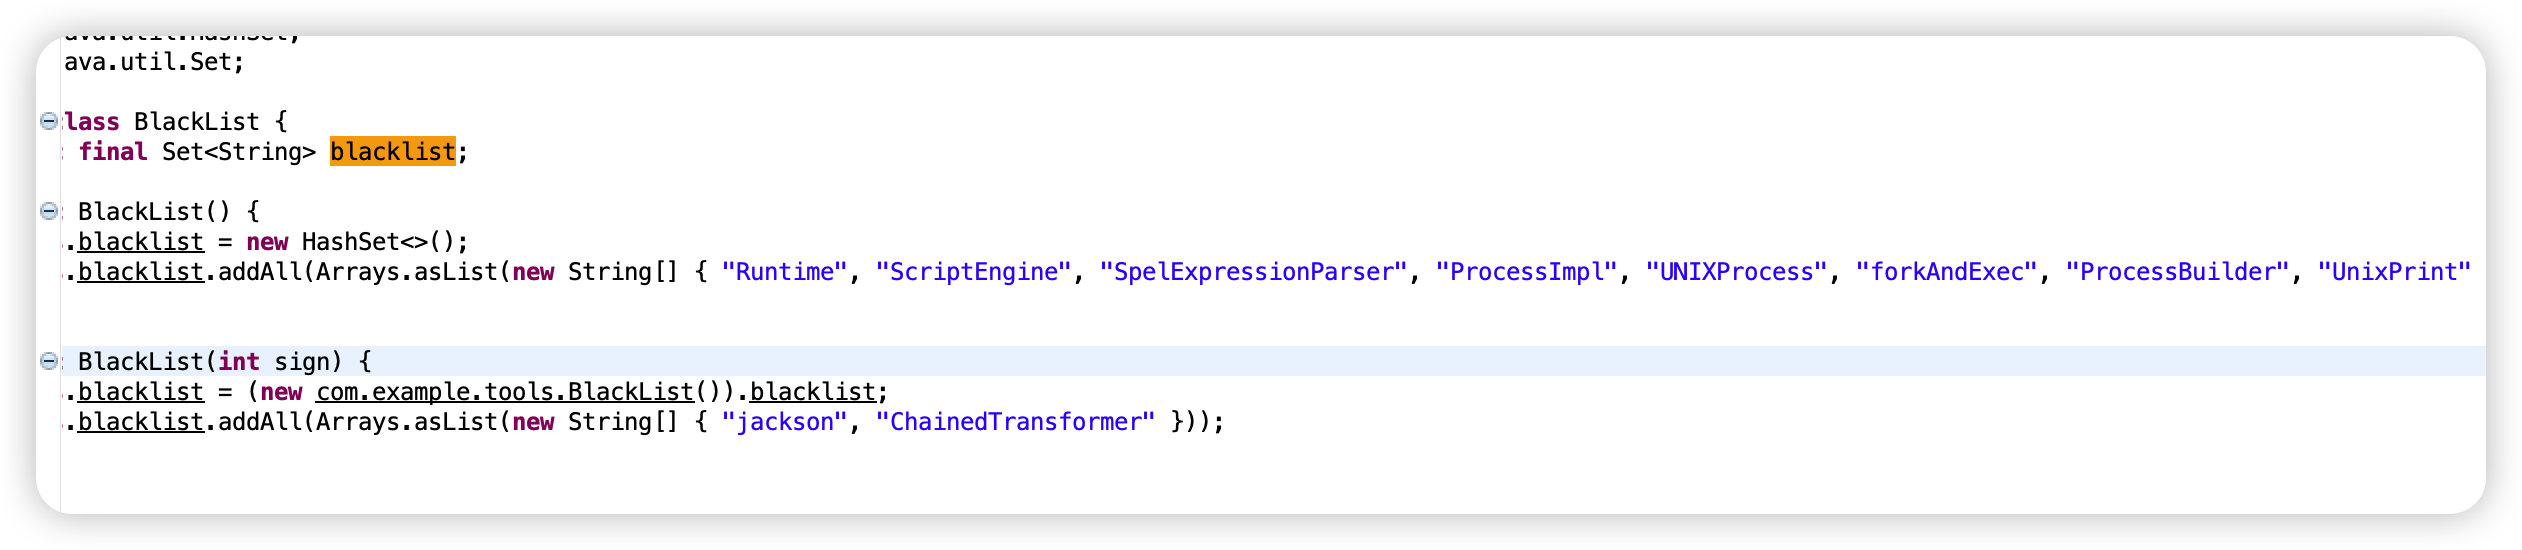 ava.util.HashSet;
ava.util.Set;
lass BlackList {
final Set<String> blacklist;
BlackList() {
.blacklist = new HashSet<>();
.blacklist.addAll(Arrays.asList(new String[] { "Runtime", "ScriptEngine", "SpelExpressionParser", "ProcessImpl", "UNIXProcess", "forkAndExec", "ProcessBuilder", "UnixPrint"
BlackList(int sign) {
.blacklist = (new com.example.tools.BlackList()).blacklist;
.blacklist.addAll(Arrays.asList(new String[] { "jackson", "ChainedTransformer" }));